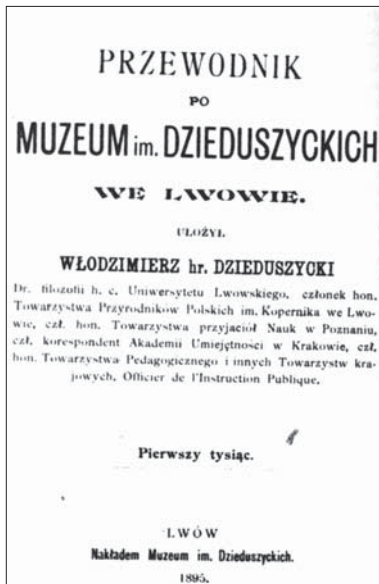 PRZEWODNIK
PO
MUZEUM im. DZIEDUSZYCKICH
WE LWOWIE.
UŁOŻYŁ
WŁODZIMIERZ hr. DZIEDUSZYCKI
Dr. filozofii h. c. Uniwersytetu Lwowskiego, członek hon.
Towarzystwa Przyrodników Polskich im. Kopernika we Lwo-
wie, czł. hon. Towarzystwa przyjaciół Nauk w Poznaniu,
czł. korespondent Akademii Umiejętności w Krakowie, czł.
hon. Towarzystwa Pedagogicznego i innych Towarzystw kra-
jowych, Officier de l'Instruction Publique.
Pierwszy tysiąc.
LWÓW
Nakładem Muzeum im. Dzieduszyckich.
1895.